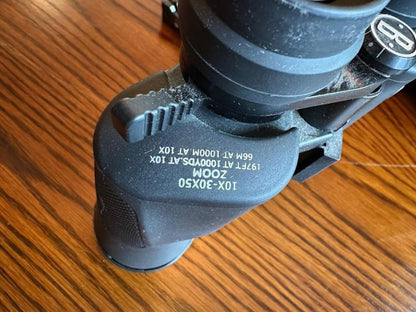 10X-30X50
ZOOM
197FT AT 1000YDS.AT 10X
66M AT 1000M AT 10X
B